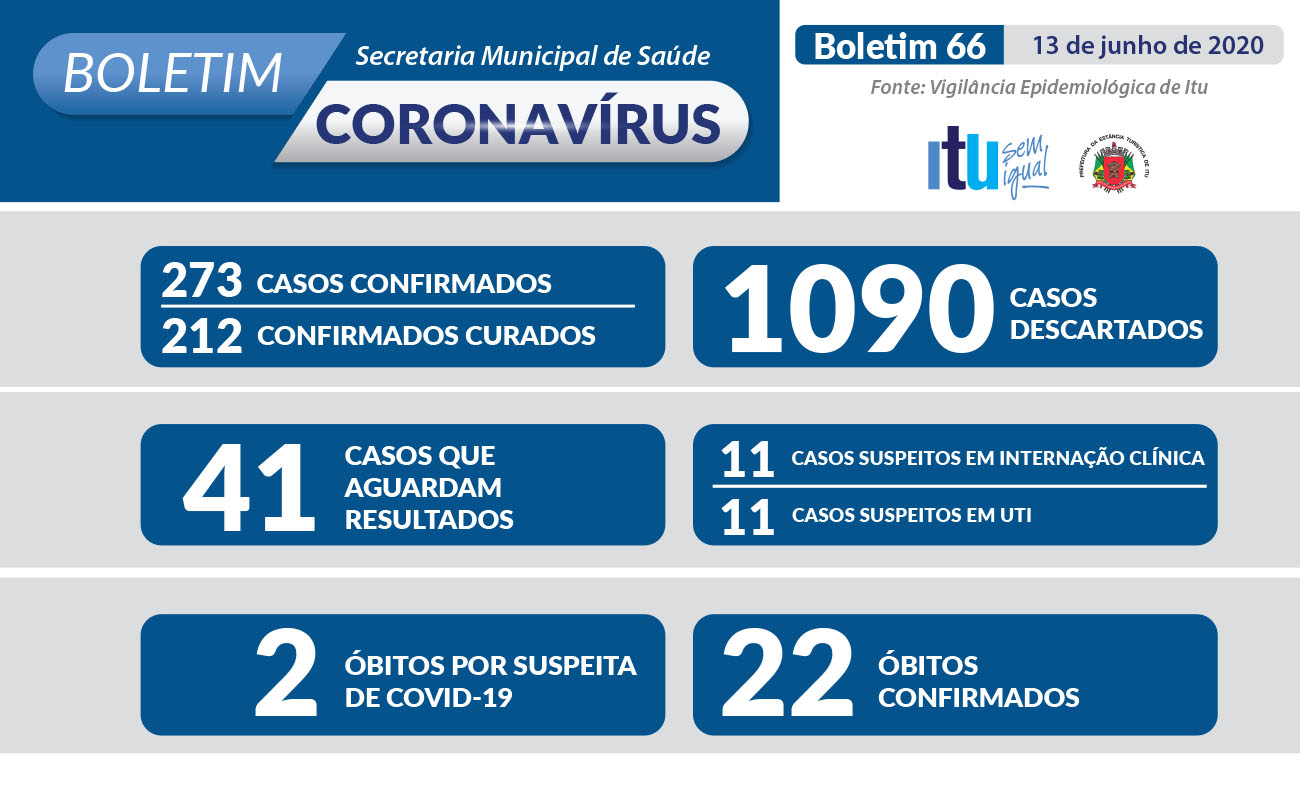 BOLETIM
Secretaria Municipal de Saúde
CORONAVÍRUS
Boletim 66
13 de junho de 2020
Fonte: Vigilância Epidemiológica de Itu
itu sem igual
PREFEITURA DA ESTÂNCIA TURÍSTICA DE ITU
273 CASOS CONFIRMADOS
212 CONFIRMADOS CURADOS
1090 CASOS
DESCARTADOS
41 CASOS QUE
AGUARDAM
RESULTADOS
11 CASOS SUSPEITOS EM INTERNAÇÃO CLÍNICA
11 CASOS SUSPEITOS EM UTI
2 ÓBITOS POR SUSPEITA
DE COVID-19
22 ÓBITOS
CONFIRMADOS